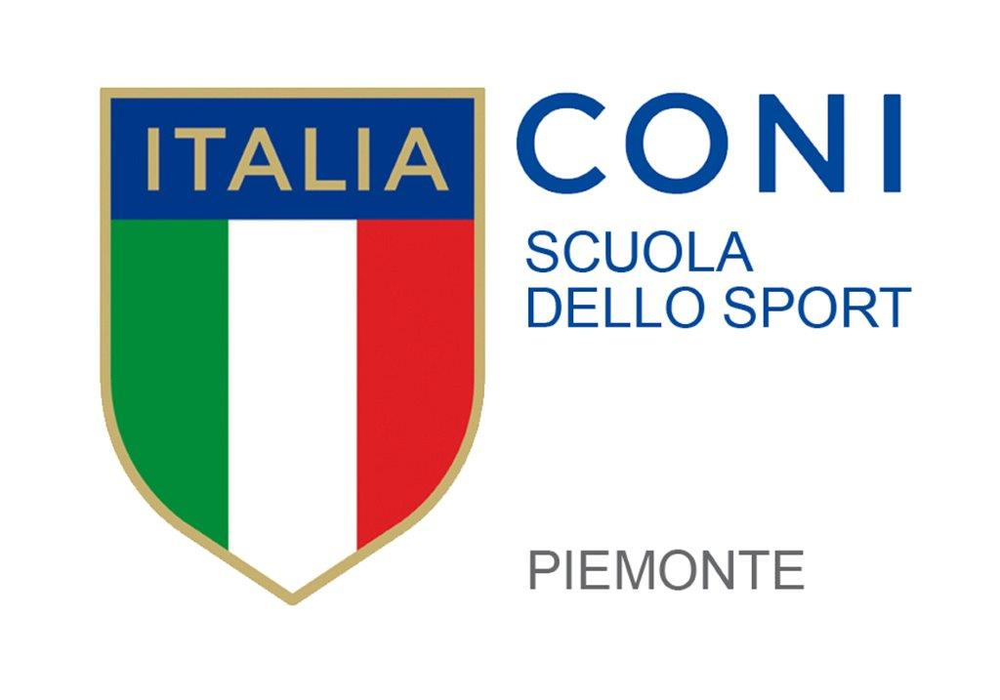 ITALIA
CONI
SCUOLA
DELLO SPORT
PIEMONTE